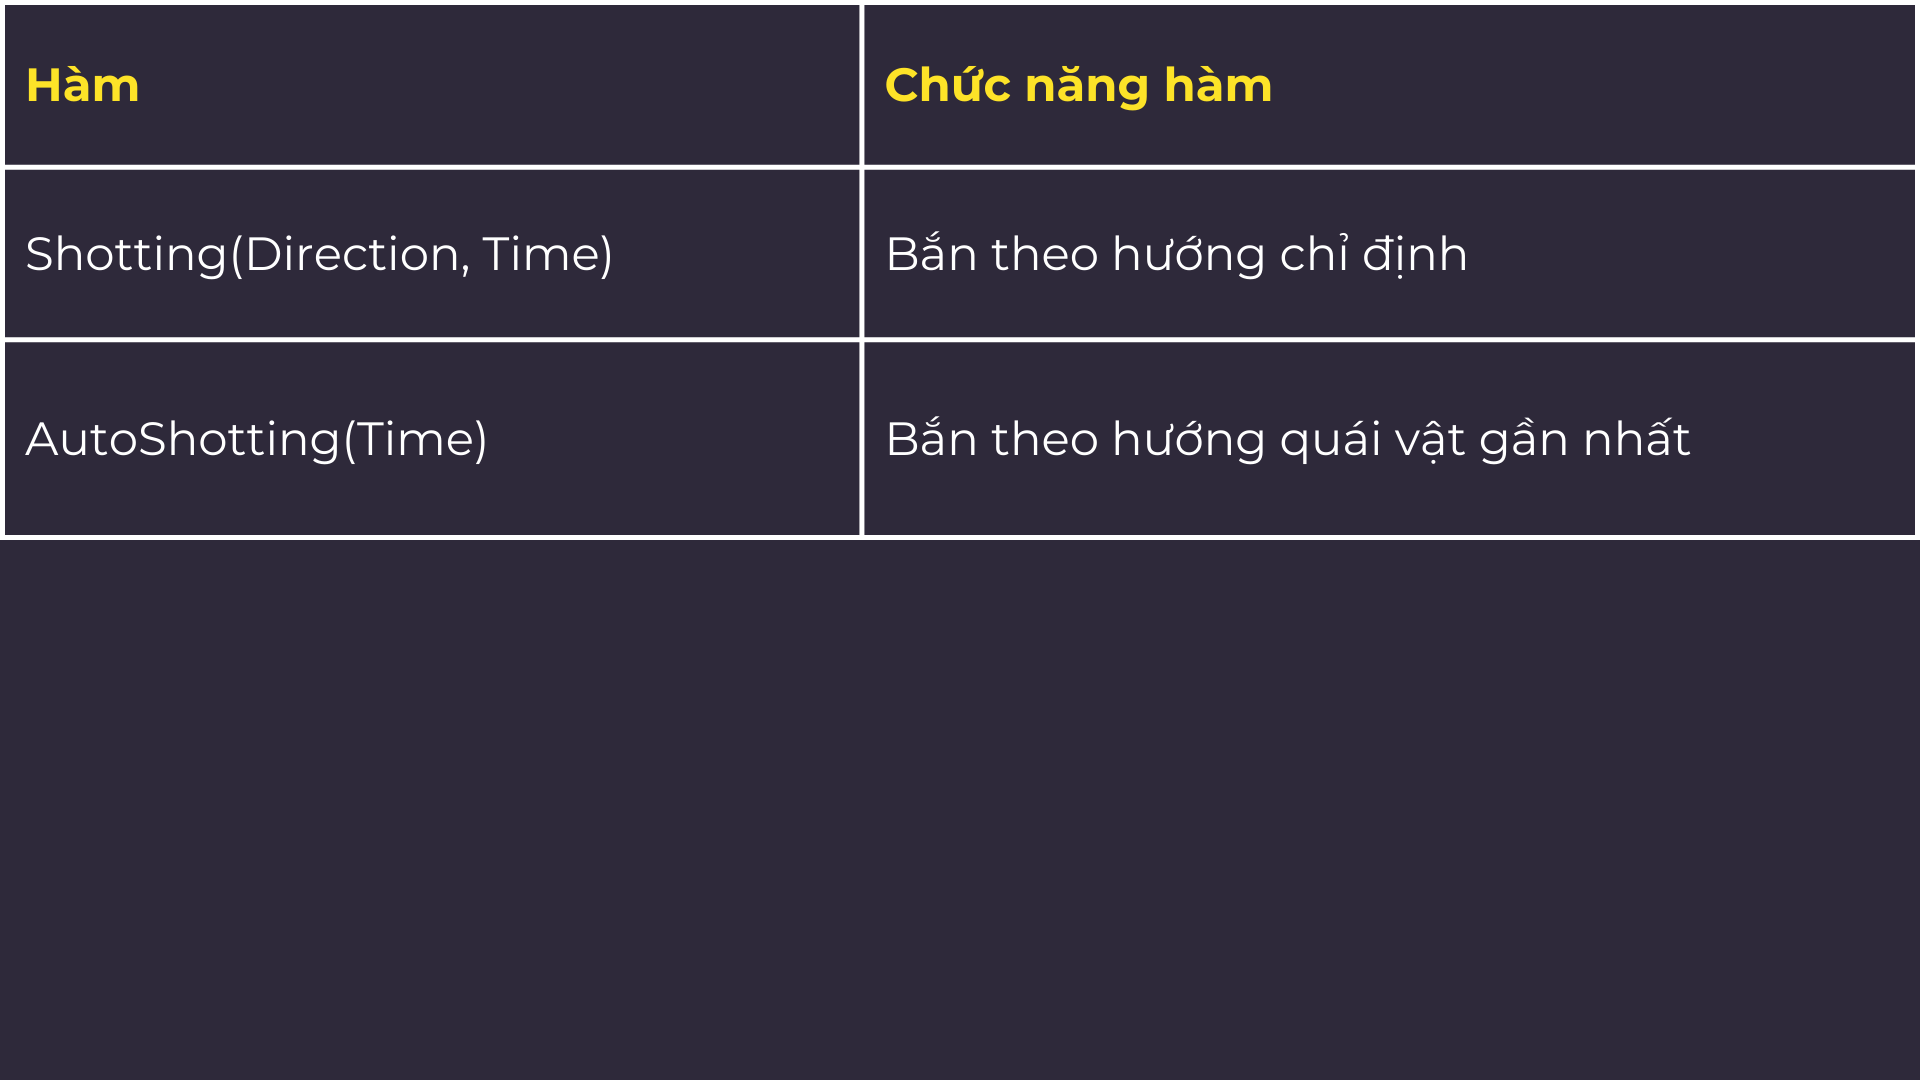 Hàm
Chức năng hàm
Shotting(Direction, Time)
Bắn theo hướng chỉ định
AutoShotting(Time)
Bắn theo hướng quái vật gần nhất